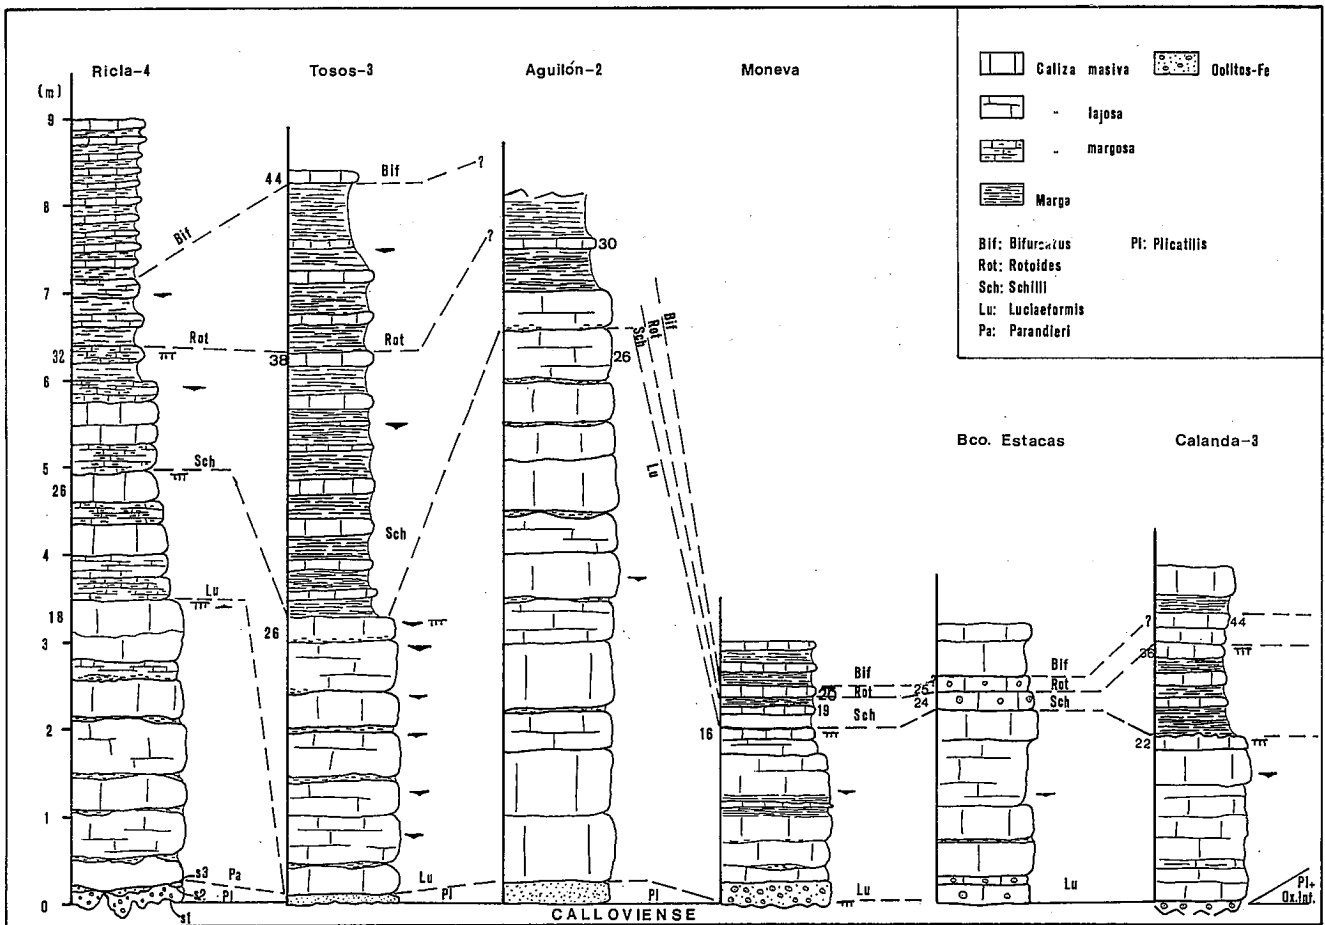 Ricla-4
Tosos-3
Aguilón-2
Moneva
Bco. Estacas
Calanda-3
(m)
9
8
7
6
5
4
3
2
1
0
32
26
18
Bif
Rot
Sch
Lu
Pa
Pl
s3
s2
s1
44
38
26
Bif
?
Rot
?
Sch
Lu
Pl
30
26
Pl
Bif
Rot
Sch
Lu
16
20
19
Bif
Rot
Sch
Lu
?
25
24
Bif
Rot
Sch
Lu
?
44
36
22
Pl+
Ox.Inf.
CALLOVIENSE
Caliza masiva
Oolitos-Fe
" lajosa
" margosa
Marga
Bif: Bifurcatus
Pl: Plicatilis
Rot: Rotoides
Sch: Schilli
Lu: Luciaeformis
Pa: Parandieri